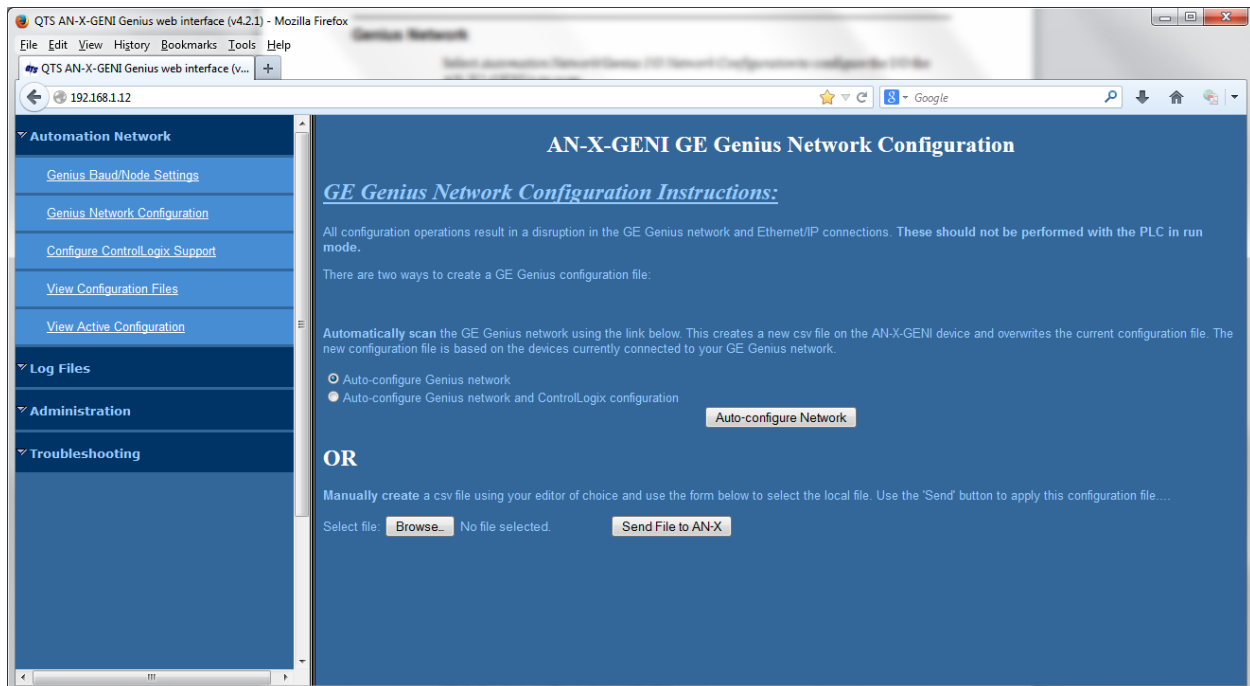 QTS AN-X-GENI Genius web interface (v4.2.1) - Mozilla Firefox
Genius Network
File Edit View History Bookmarks Tools Help
QTS AN-X-GENI Genius web interface (v... +
192.168.1.12
Google
Automation Network
Genius Baud/Node Settings
Genius Network Configuration
Configure ControlLogix Support
View Configuration Files
View Active Configuration
Log Files
Administration
Troubleshooting
AN-X-GENI GE Genius Network Configuration
GE Genius Network Configuration Instructions:
All configuration operations result in a disruption in the GE Genius network and Ethernet/IP connections. These should not be performed with the PLC in run
mode.
There are two ways to create a GE Genius configuration file:
Automatically scan the GE Genius network using the link below. This creates a new csv file on the AN-X-GENI device and overwrites the current configuration file. The
new configuration file is based on the devices currently connected to your GE Genius network.
Auto-configure Genius network
Auto-configure Genius network and ControlLogix configuration
Auto-configure Network
OR
Manually create a csv file using your editor of choice and use the form below to select the local file. Use the 'Send' button to apply this configuration file....
Select file: Browse... No file selected. Send File to AN-X